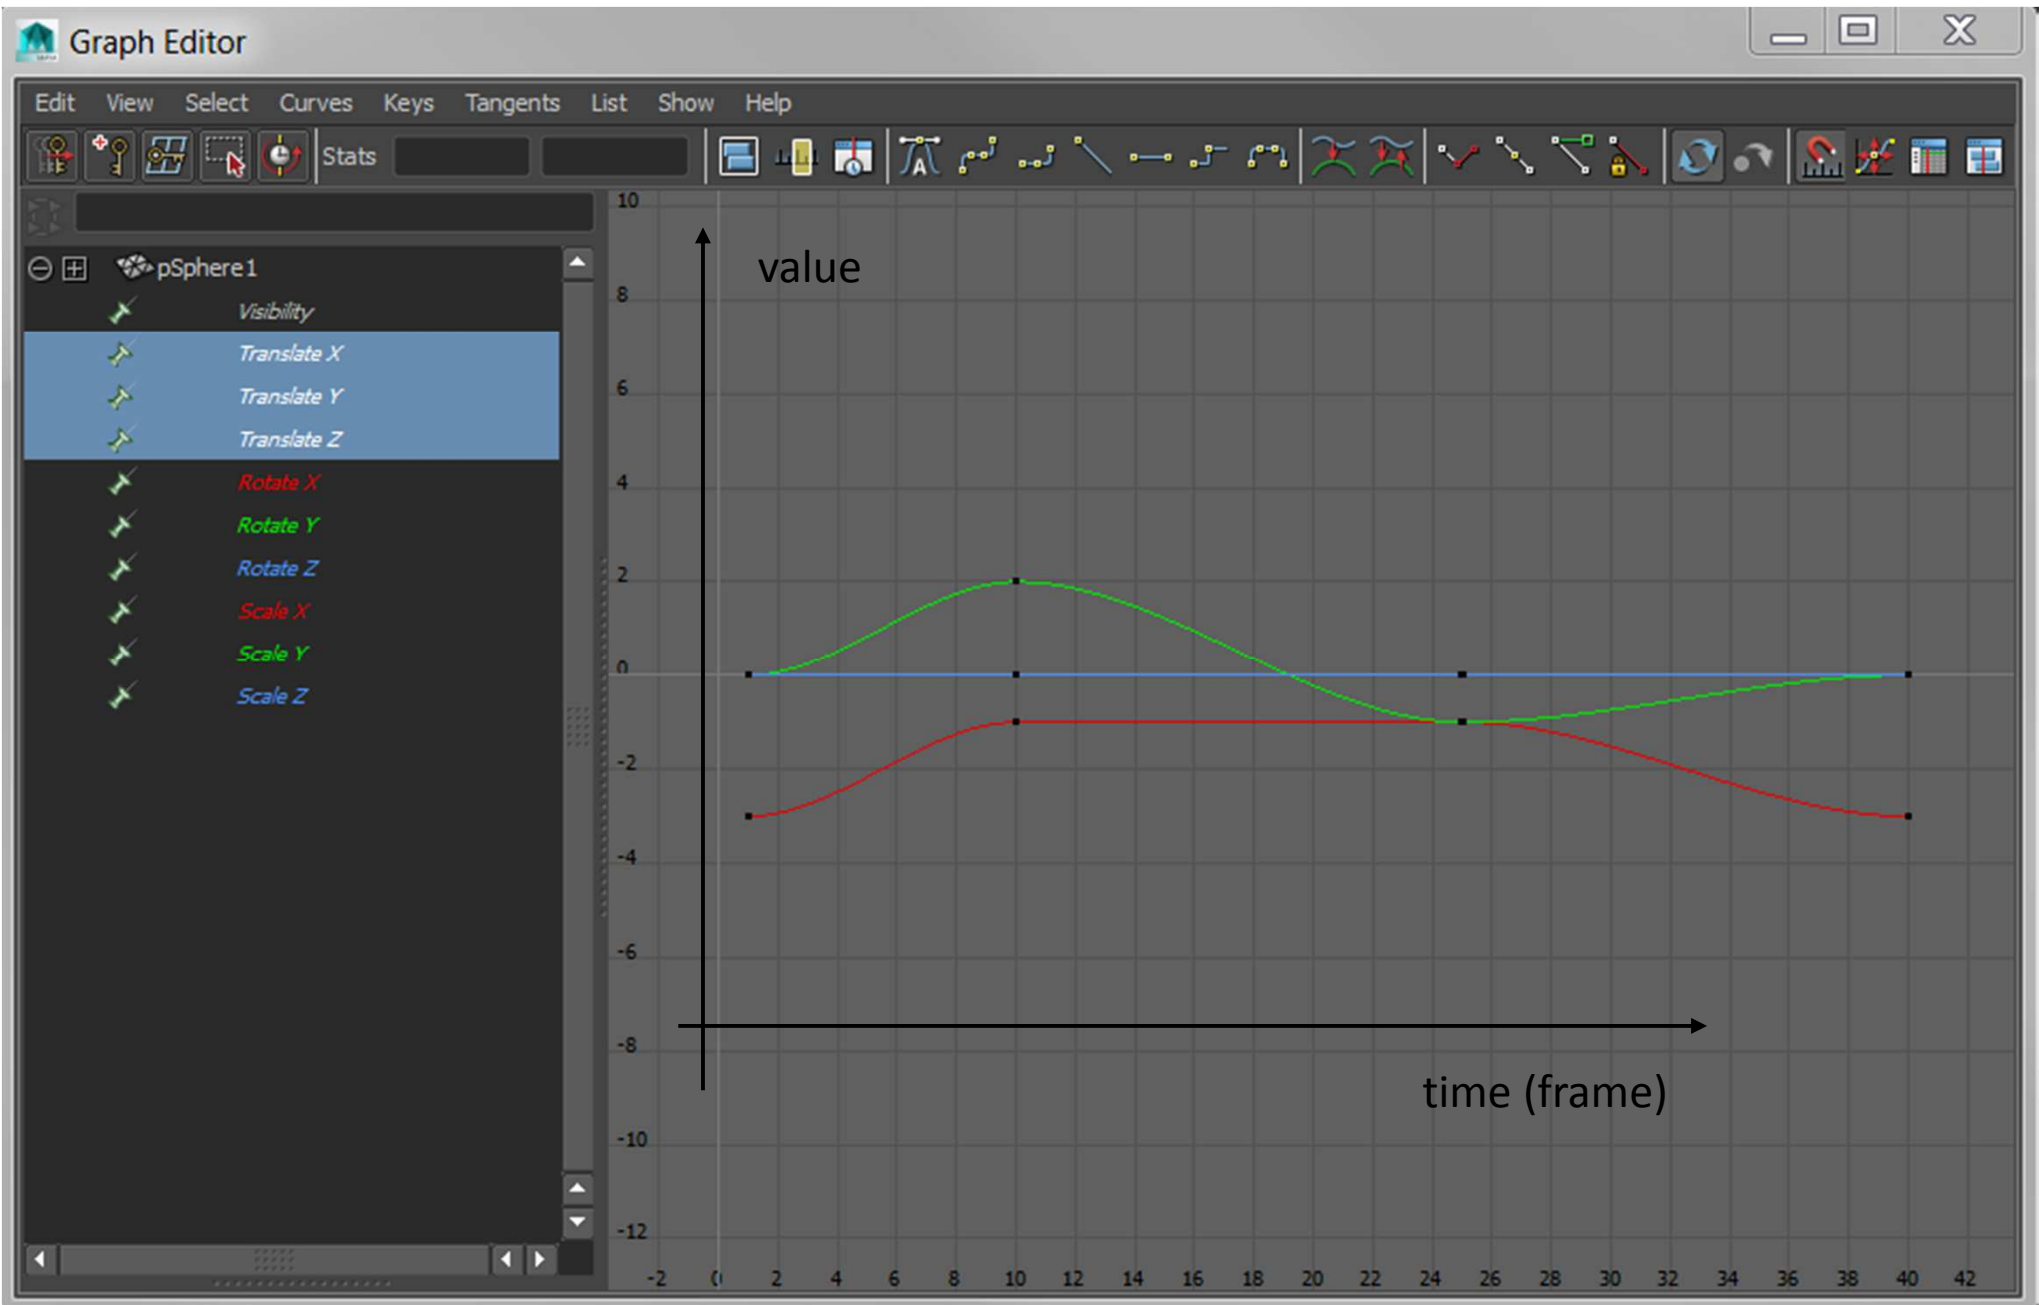 Graph Editor
Edit View Select Curves Keys Tangents List Show Help
Stats
pSphere1
Visibility
Translate X
Translate Y
Translate Z
Rotate X
Rotate Y
Rotate Z
Scale X
Scale Y
Scale Z
value
time (frame)
10
8
6
4
2
0
-2
-4
-6
-8
-10
-12
-2 0 2 4 6 8 10 12 14 16 18 20 22 24 26 28 30 32 34 36 38 40 42